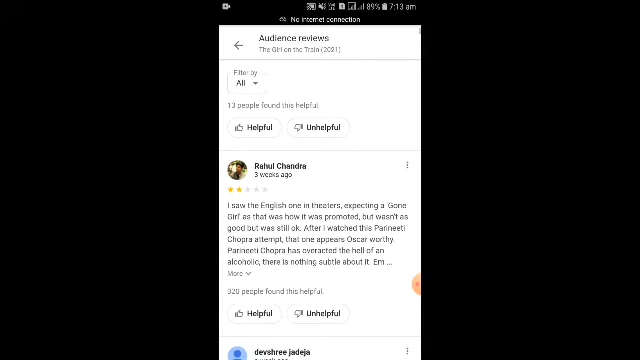 89% 7:13 am
No internet connection
Audience reviews
The Girl on the Train (2021)
Filter by
All
13 people found this helpful.
Helpful Unhelpful
Rahul Chandra
3 weeks ago
I saw the English one in theaters, expecting a 'Gone
Girl' as that was how it was promoted, but wasn't as
good but was still ok. After I watched this Parineeti
Chopra attempt, that one appears Oscar worthy.
Parineeti Chopra has overacted the hell of an
alcoholic, there is nothing subtle about it. Em ...
More
320 people found this helpful.
Helpful Unhelpful
devshree jadeja